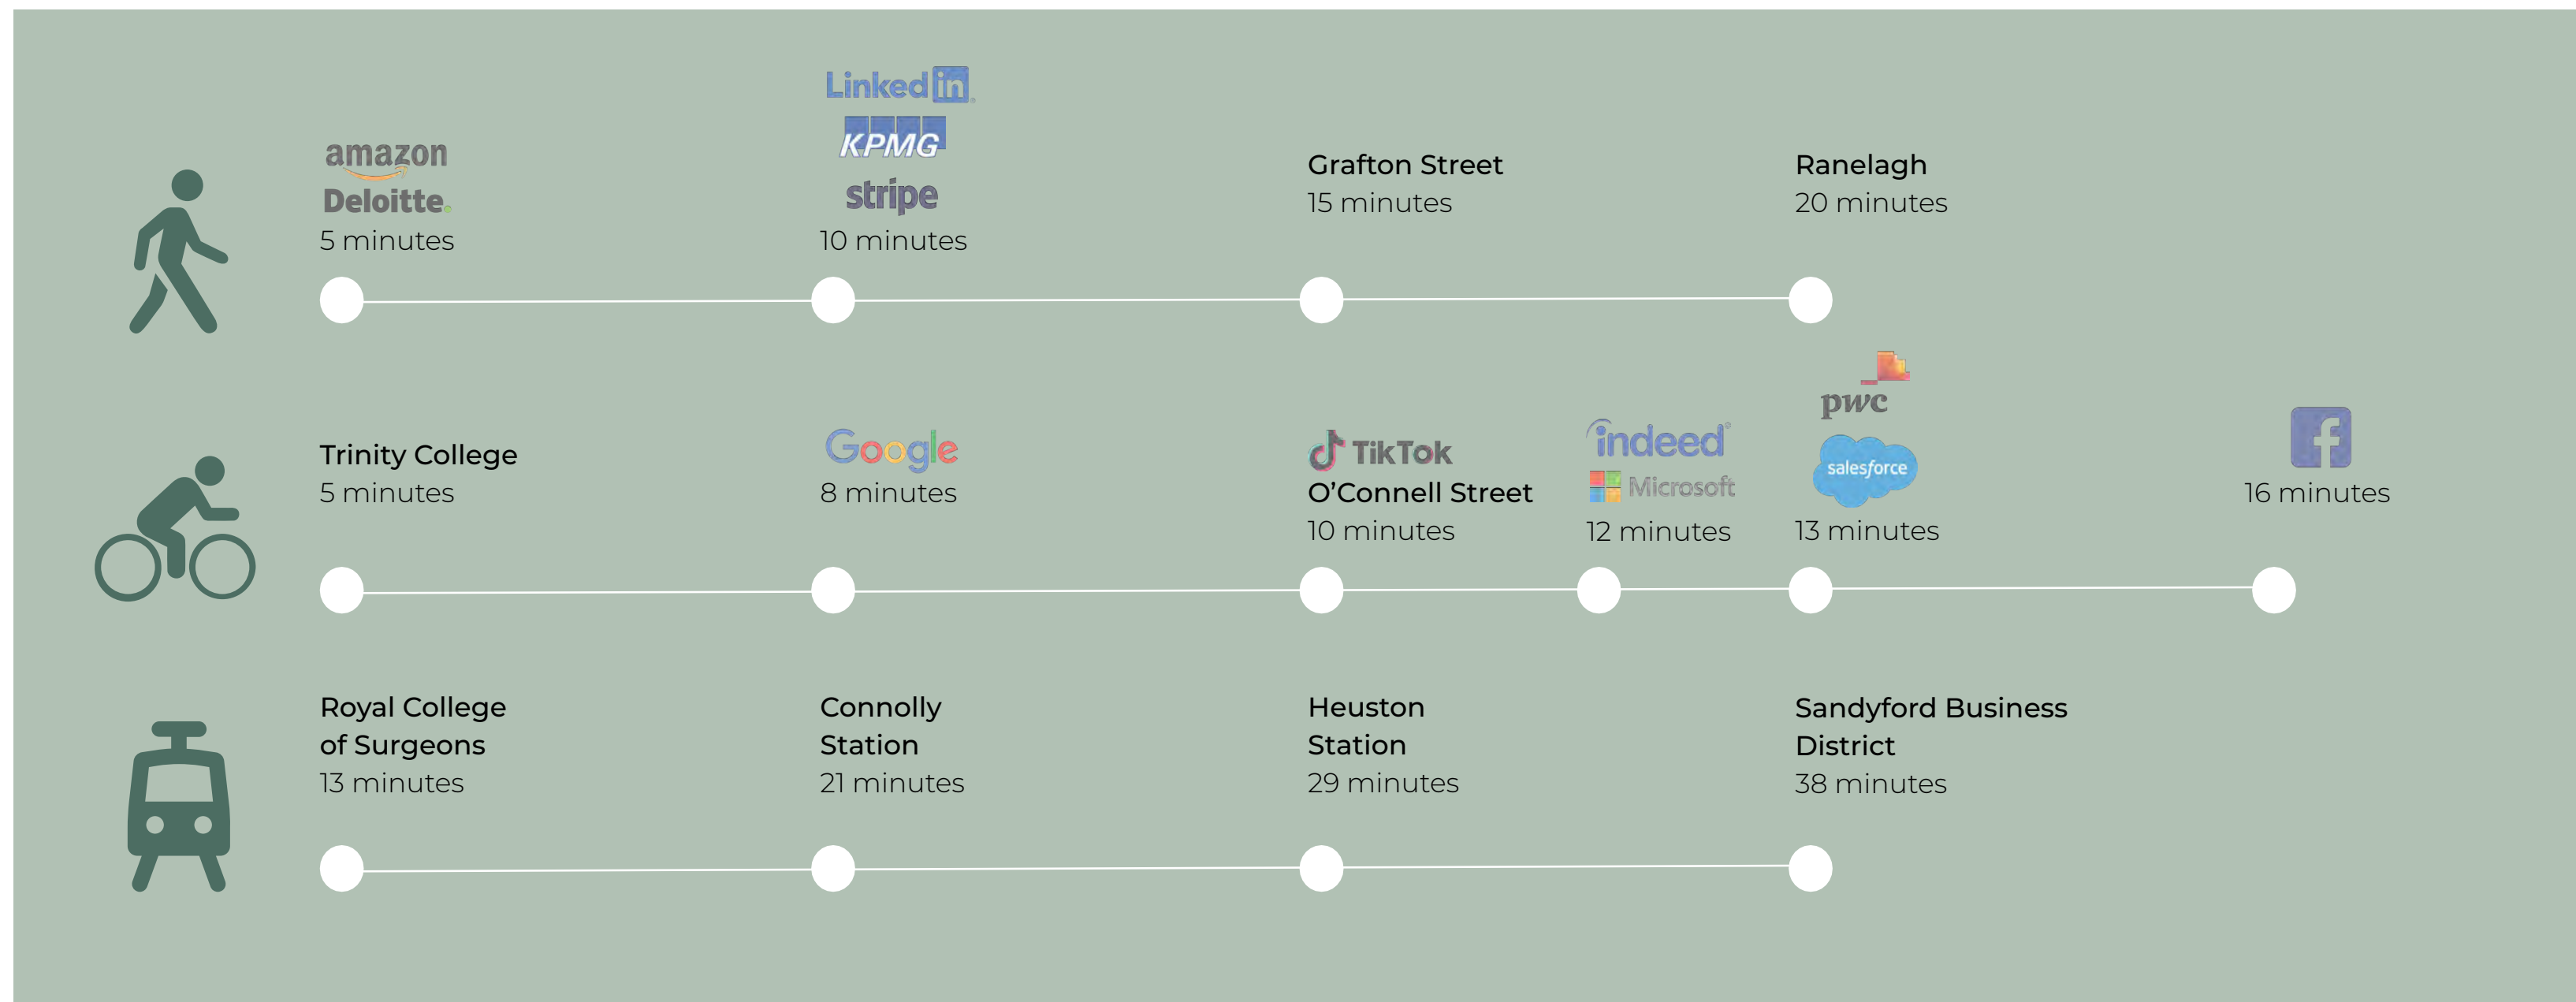 amazon
Deloitte.
5 minutes
Linkedin
KPMG
stripe
10 minutes
Grafton Street
15 minutes
Ranelagh
20 minutes
Trinity College
5 minutes
Google
8 minutes
TikTok
O'Connell Street
10 minutes
indeed
Microsoft
12 minutes
pwc
salesforce
13 minutes
f
16 minutes
Royal College
of Surgeons
13 minutes
Connolly
Station
21 minutes
Heuston
Station
29 minutes
Sandyford Business
District
38 minutes